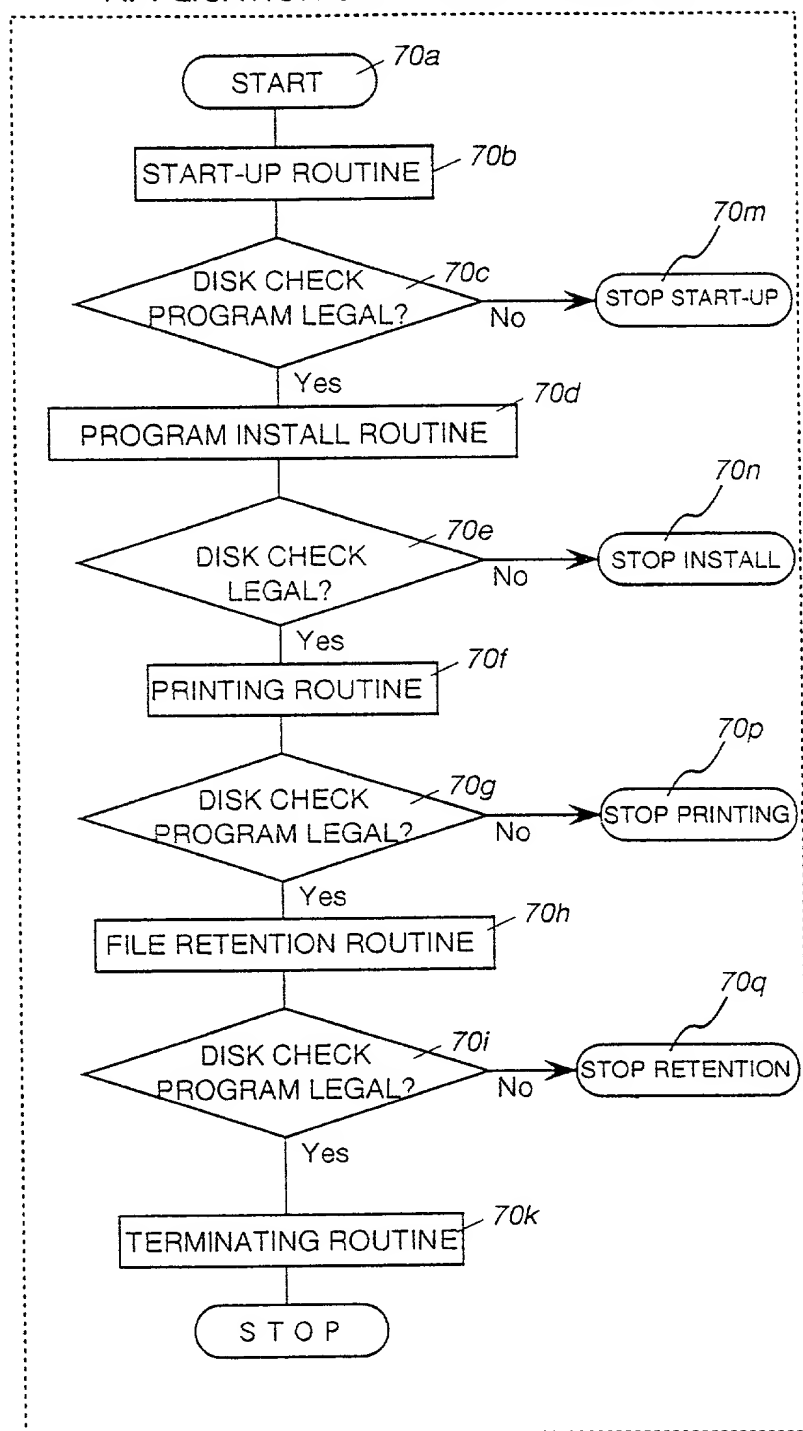 START
70a
START-UP ROUTINE
70b
DISK CHECK
PROGRAM LEGAL?
70c
No
70m
STOP START-UP
Yes
70d
PROGRAM INSTALL ROUTINE
DISK CHECK
LEGAL?
70e
No
70n
STOP INSTALL
Yes
70f
PRINTING ROUTINE
DISK CHECK
PROGRAM LEGAL?
70g
No
70p
STOP PRINTING
Yes
70h
FILE RETENTION ROUTINE
DISK CHECK
PROGRAM LEGAL?
70i
No
70q
STOP RETENTION
Yes
70k
TERMINATING ROUTINE
STOP